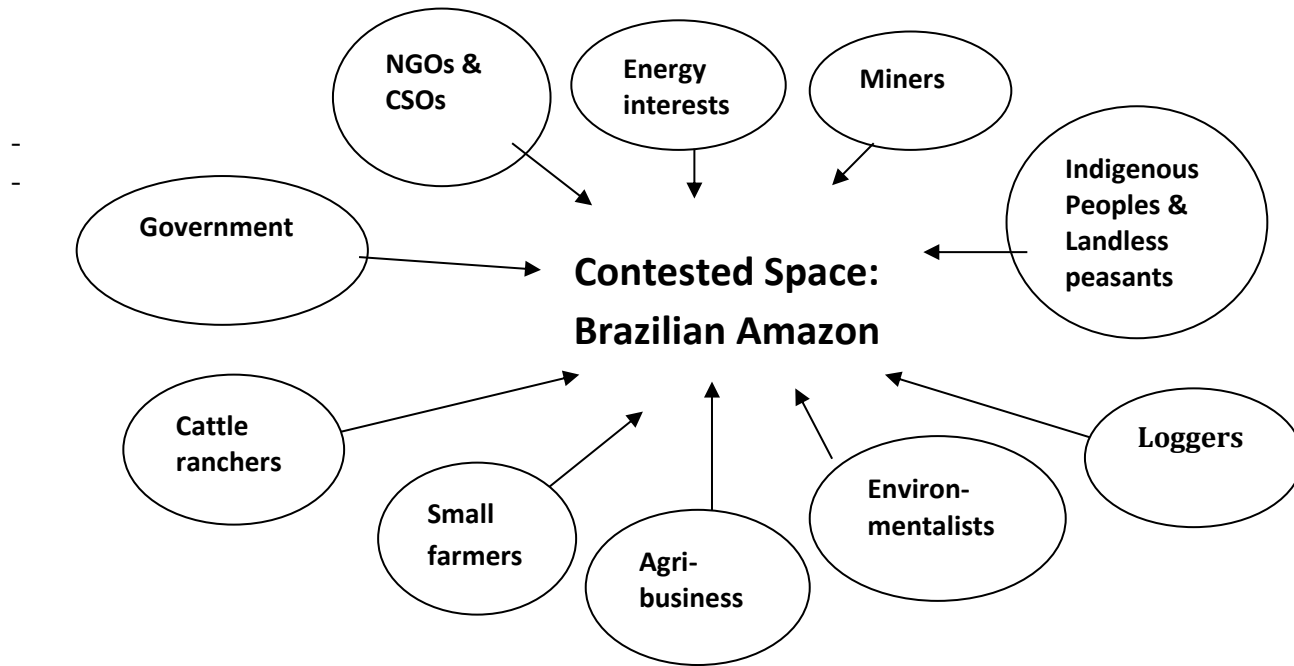 NGOs &
CSOs
Energy
interests
Miners
-
-
Indigenous
Peoples &
Landless
peasants
Government
Contested Space:
Brazilian Amazon
Cattle
ranchers
Small
farmers
Agri-
business
Environ-
mentalists
Loggers